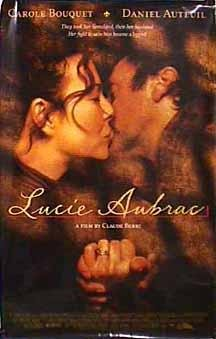 CAROLE BOUQUET DANIEL AUTEUIL
They took her homeland, then her husband.
Her fight to save him became a legend.
Lucie Aubrac
A FILM BY CLAUDE BERRI